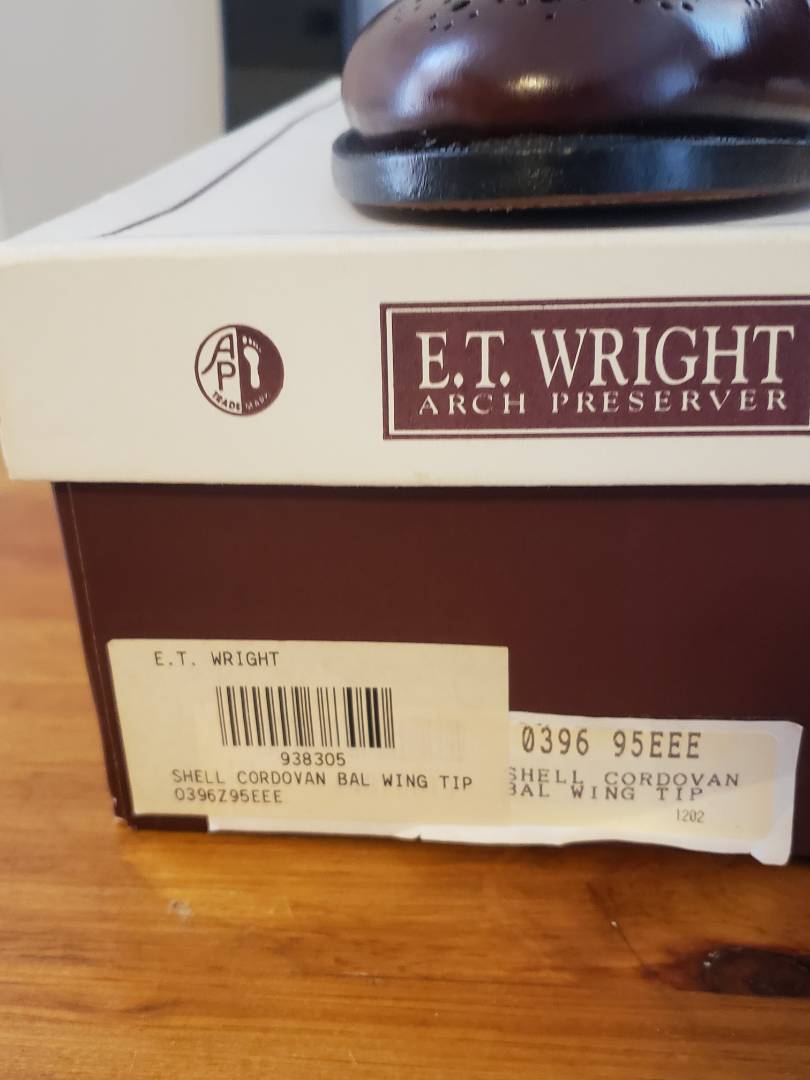 AP
TRADE MARK
E.T. WRIGHT
ARCH PRESERVER
E.T. WRIGHT
938305
SHELL CORDOVAN BAL WING TIP
0396Z95EEE
0396 95EEE
SHELL CORDOVAN
BAL WING TIP
1202